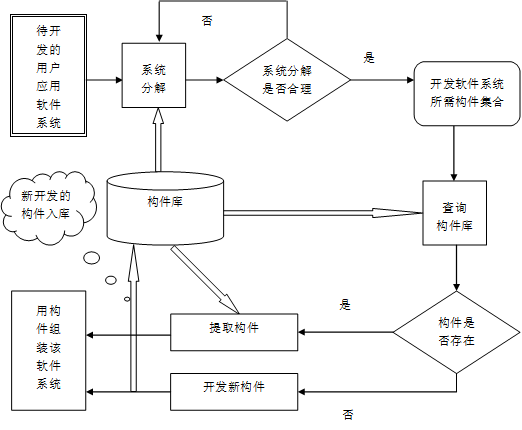 否
待开
发的
用户
应用
软件
系统
系统
分解
系统分解
是否合理
是
开发软件系统
所需构件集合
新开发的
构件入库
构件库
查询
构件库
用构
件组
装该
软件
系统
提取构件
是
构件是
否存在
开发新构件
否